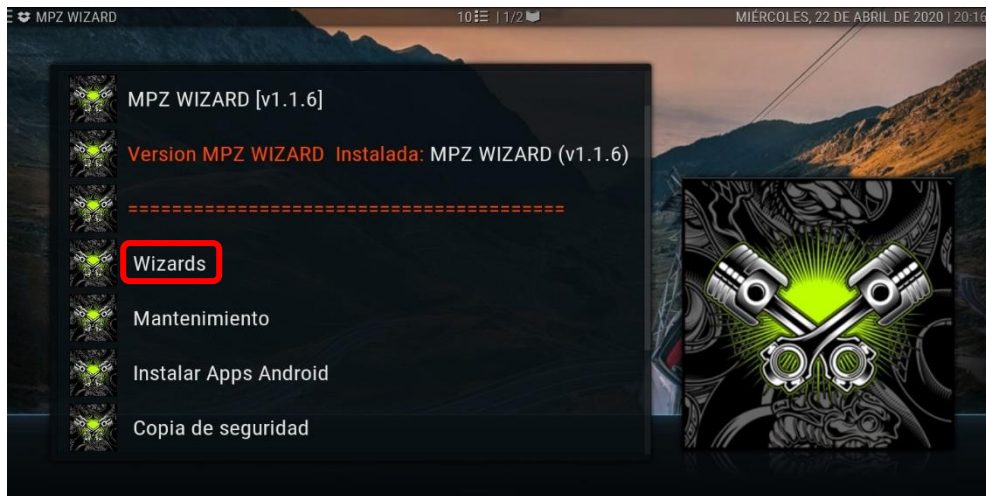 MPZ WIZARD
10 | 1/2
MIÉRCOLES, 22 DE ABRIL DE 2020 | 20:16
MPZ WIZARD [v1.1.6]
Version MPZ WIZARD Instalada: MPZ WIZARD (v1.1.6)
========================================
Wizards
Mantenimiento
Instalar Apps Android
Copia de seguridad